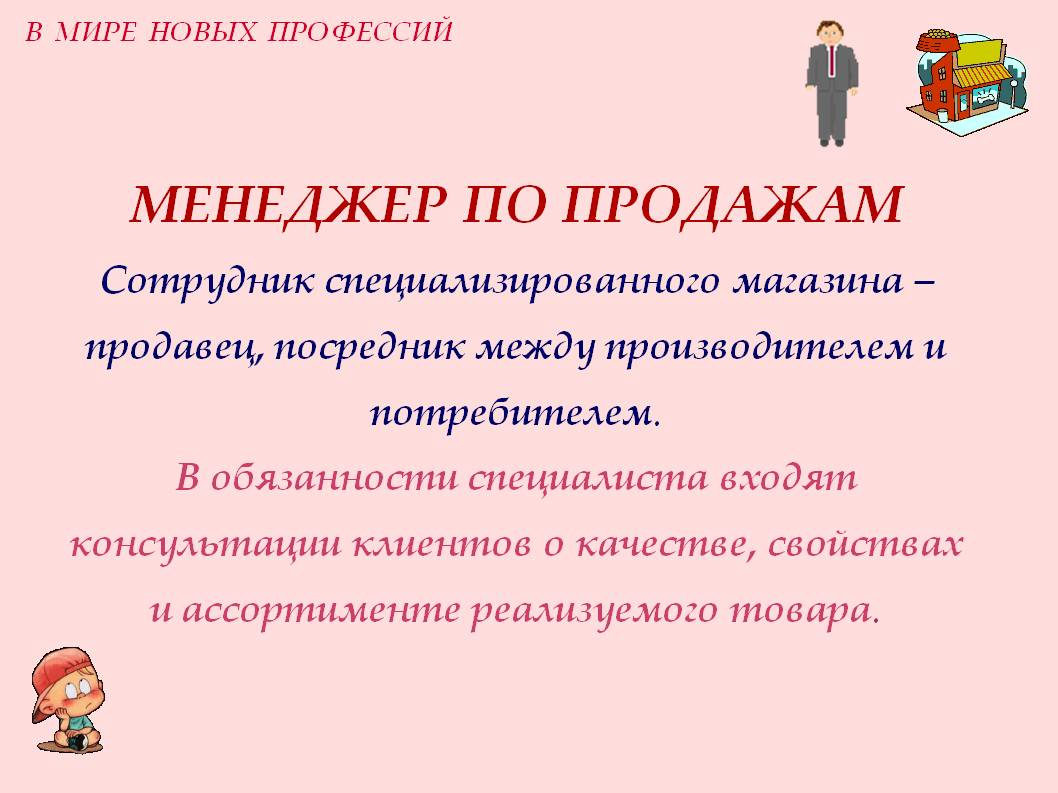 В МИРЕ НОВЫХ ПРОФЕССИЙ
МЕНЕДЖЕР ПО ПРОДАЖАМ
Сотрудник специализированного магазина –
продавец, посредник между производителем и
потребителем.
В обязанности специалиста входят
консультации клиентов о качестве, свойствах
и ассортименте реализуемого товара.